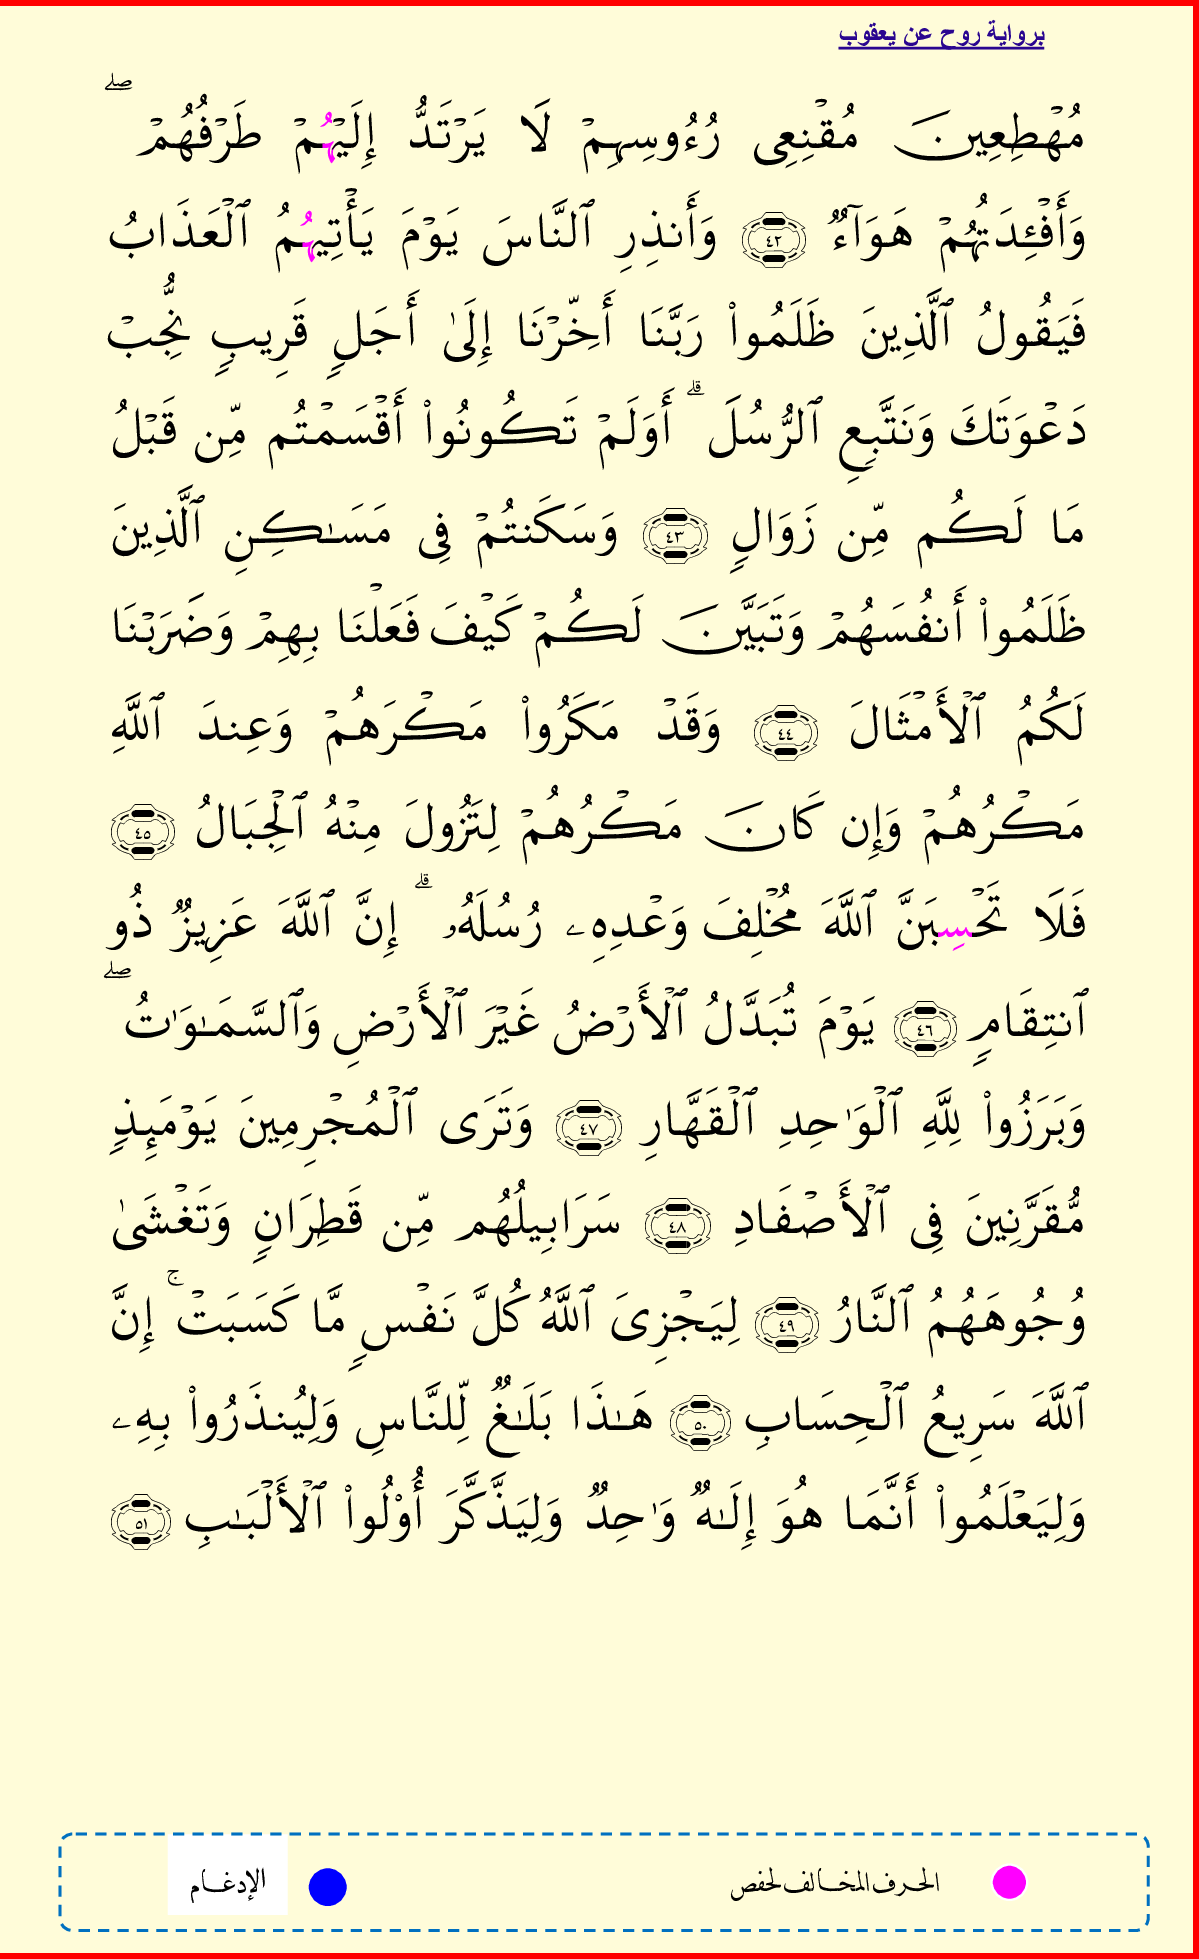 برواية روح عن يعقوب
مُهۡطِعِينَ مُقۡنِعِي رُءُوسِهِمۡ لَا يَرۡتَدُّ إِلَيۡهُمۡ طَرۡفُهُمۡۖ
وَأَفۡـِٔدَتُهُمۡ هَوَآءٞ ٤٢ وَأَنذِرِ ٱلنَّاسَ يَوۡمَ يَأۡتِيهُمُ ٱلۡعَذَابُ
فَيَقُولُ ٱلَّذِينَ ظَلَمُواْ رَبَّنَا أَخِّرۡنَا إِلَىٰ أَجَلٖ قَرِيبٖ نُّجِبۡ
دَعۡوَتَكَ وَنَتَّبِعِ ٱلرُّسُلَۗ أَوَلَمۡ تَكُونُواْ أَقۡسَمۡتُم مِّن قَبۡلُ
مَا لَكُم مِّن زَوَالٖ ٤٣ وَسَكَنتُمۡ فِي مَسَٰكِنِ ٱلَّذِينَ
ظَلَمُواْ أَنفُسَهُمۡ وَتَبَيَّنَ لَكُمۡ كَيۡفَ فَعَلۡنَا بِهِمۡ وَضَرَبۡنَا
لَكُمُ ٱلۡأَمۡثَالَ ٤٤ وَقَدۡ مَكَرُواْ مَكۡرَهُمۡ وَعِندَ ٱللَّهِ
مَكۡرُهُمۡ وَإِن كَانَ مَكۡرُهُمۡ لِتَزُولَ مِنۡهُ ٱلۡجِبَالُ ٤٥
فَلَا تَحۡسِبَنَّ ٱللَّهَ مُخۡلِفَ وَعۡدِهِۦ رُسُلَهُۥٓۗ إِنَّ ٱللَّهَ عَزِيزٞ ذُو
ٱنتِقَامٖ ٤٦ يَوۡمَ تُبَدَّلُ ٱلۡأَرۡضُ غَيۡرَ ٱلۡأَرۡضِ وَٱلسَّمَٰوَٰتُۖ
وَبَرَزُواْ لِلَّهِ ٱلۡوَٰحِدِ ٱلۡقَهَّارِ ٤٧ وَتَرَى ٱلۡمُجۡرِمِينَ يَوۡمَئِذٖ
مُّقَرَّنِينَ فِي ٱلۡأَصۡفَادِ ٤٨ سَرَابِيلُهُم مِّن قَطِرَانٖ وَتَغۡشَىٰ
وُجُوهَهُمُ ٱلنَّارُ ٤٩ لِيَجۡزِيَ ٱللَّهُ كُلَّ نَفۡسٖ مَّا كَسَبَتۡۚ إِنَّ
ٱللَّهَ سَرِيعُ ٱلۡحِسَابِ ٥٠ هَٰذَا بَلَٰغٞ لِّلنَّاسِ وَلِيُنذَرُواْ بِهِۦ
وَلِيَعۡلَمُواْ أَنَّمَا هُوَ إِلَٰهٞ وَٰحِدٞ وَلِيَذَّكَّرَ أُوْلُواْ ٱلۡأَلۡبَٰبِ ٥١
الحرف المخالف لحفص
الإدغام